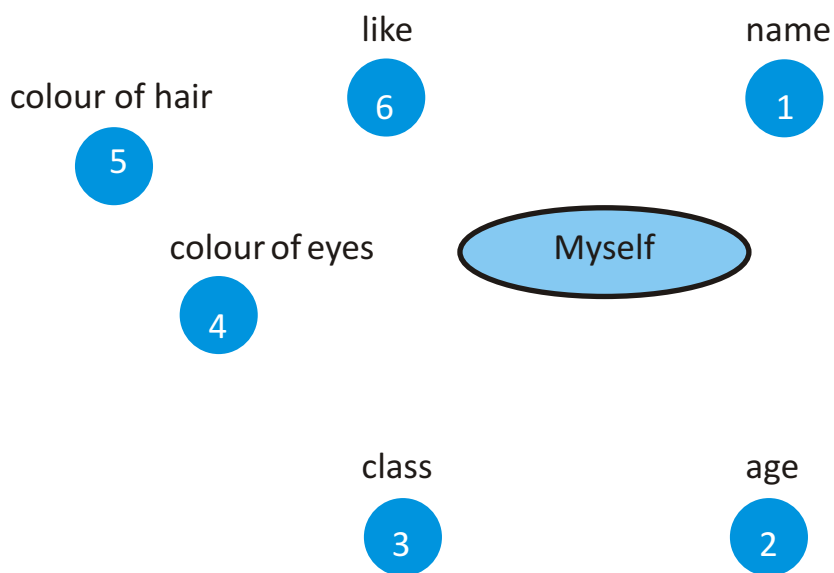 like
name
colour of hair
6
1
5
colour of eyes
Myself
4
class
age
3
2